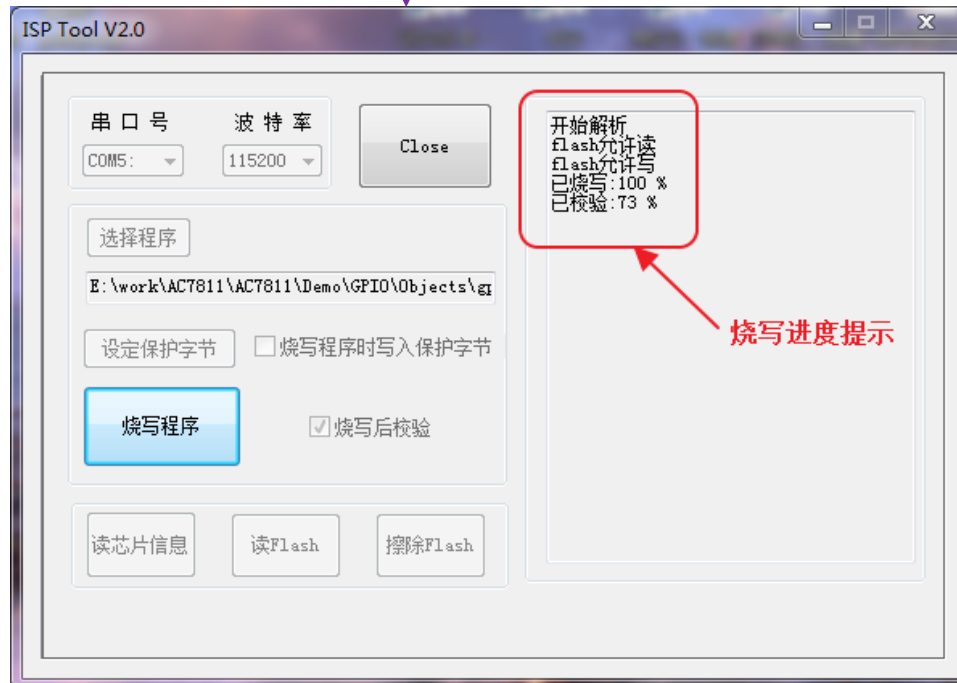 ISP Tool V2.0
串口号 波特率
COM5: 115200
Close
选择程序
E:\work\AC7811\AC7811\Demo\GPIO\Objects\gp
设定保护字节 烧写程序时写入保护字节
烧写程序 烧写后校验
读芯片信息 读Flash 擦除Flash
开始解析
flash允许读
flash允许写
已烧写:100 %
已校验:73 %
烧写进度提示